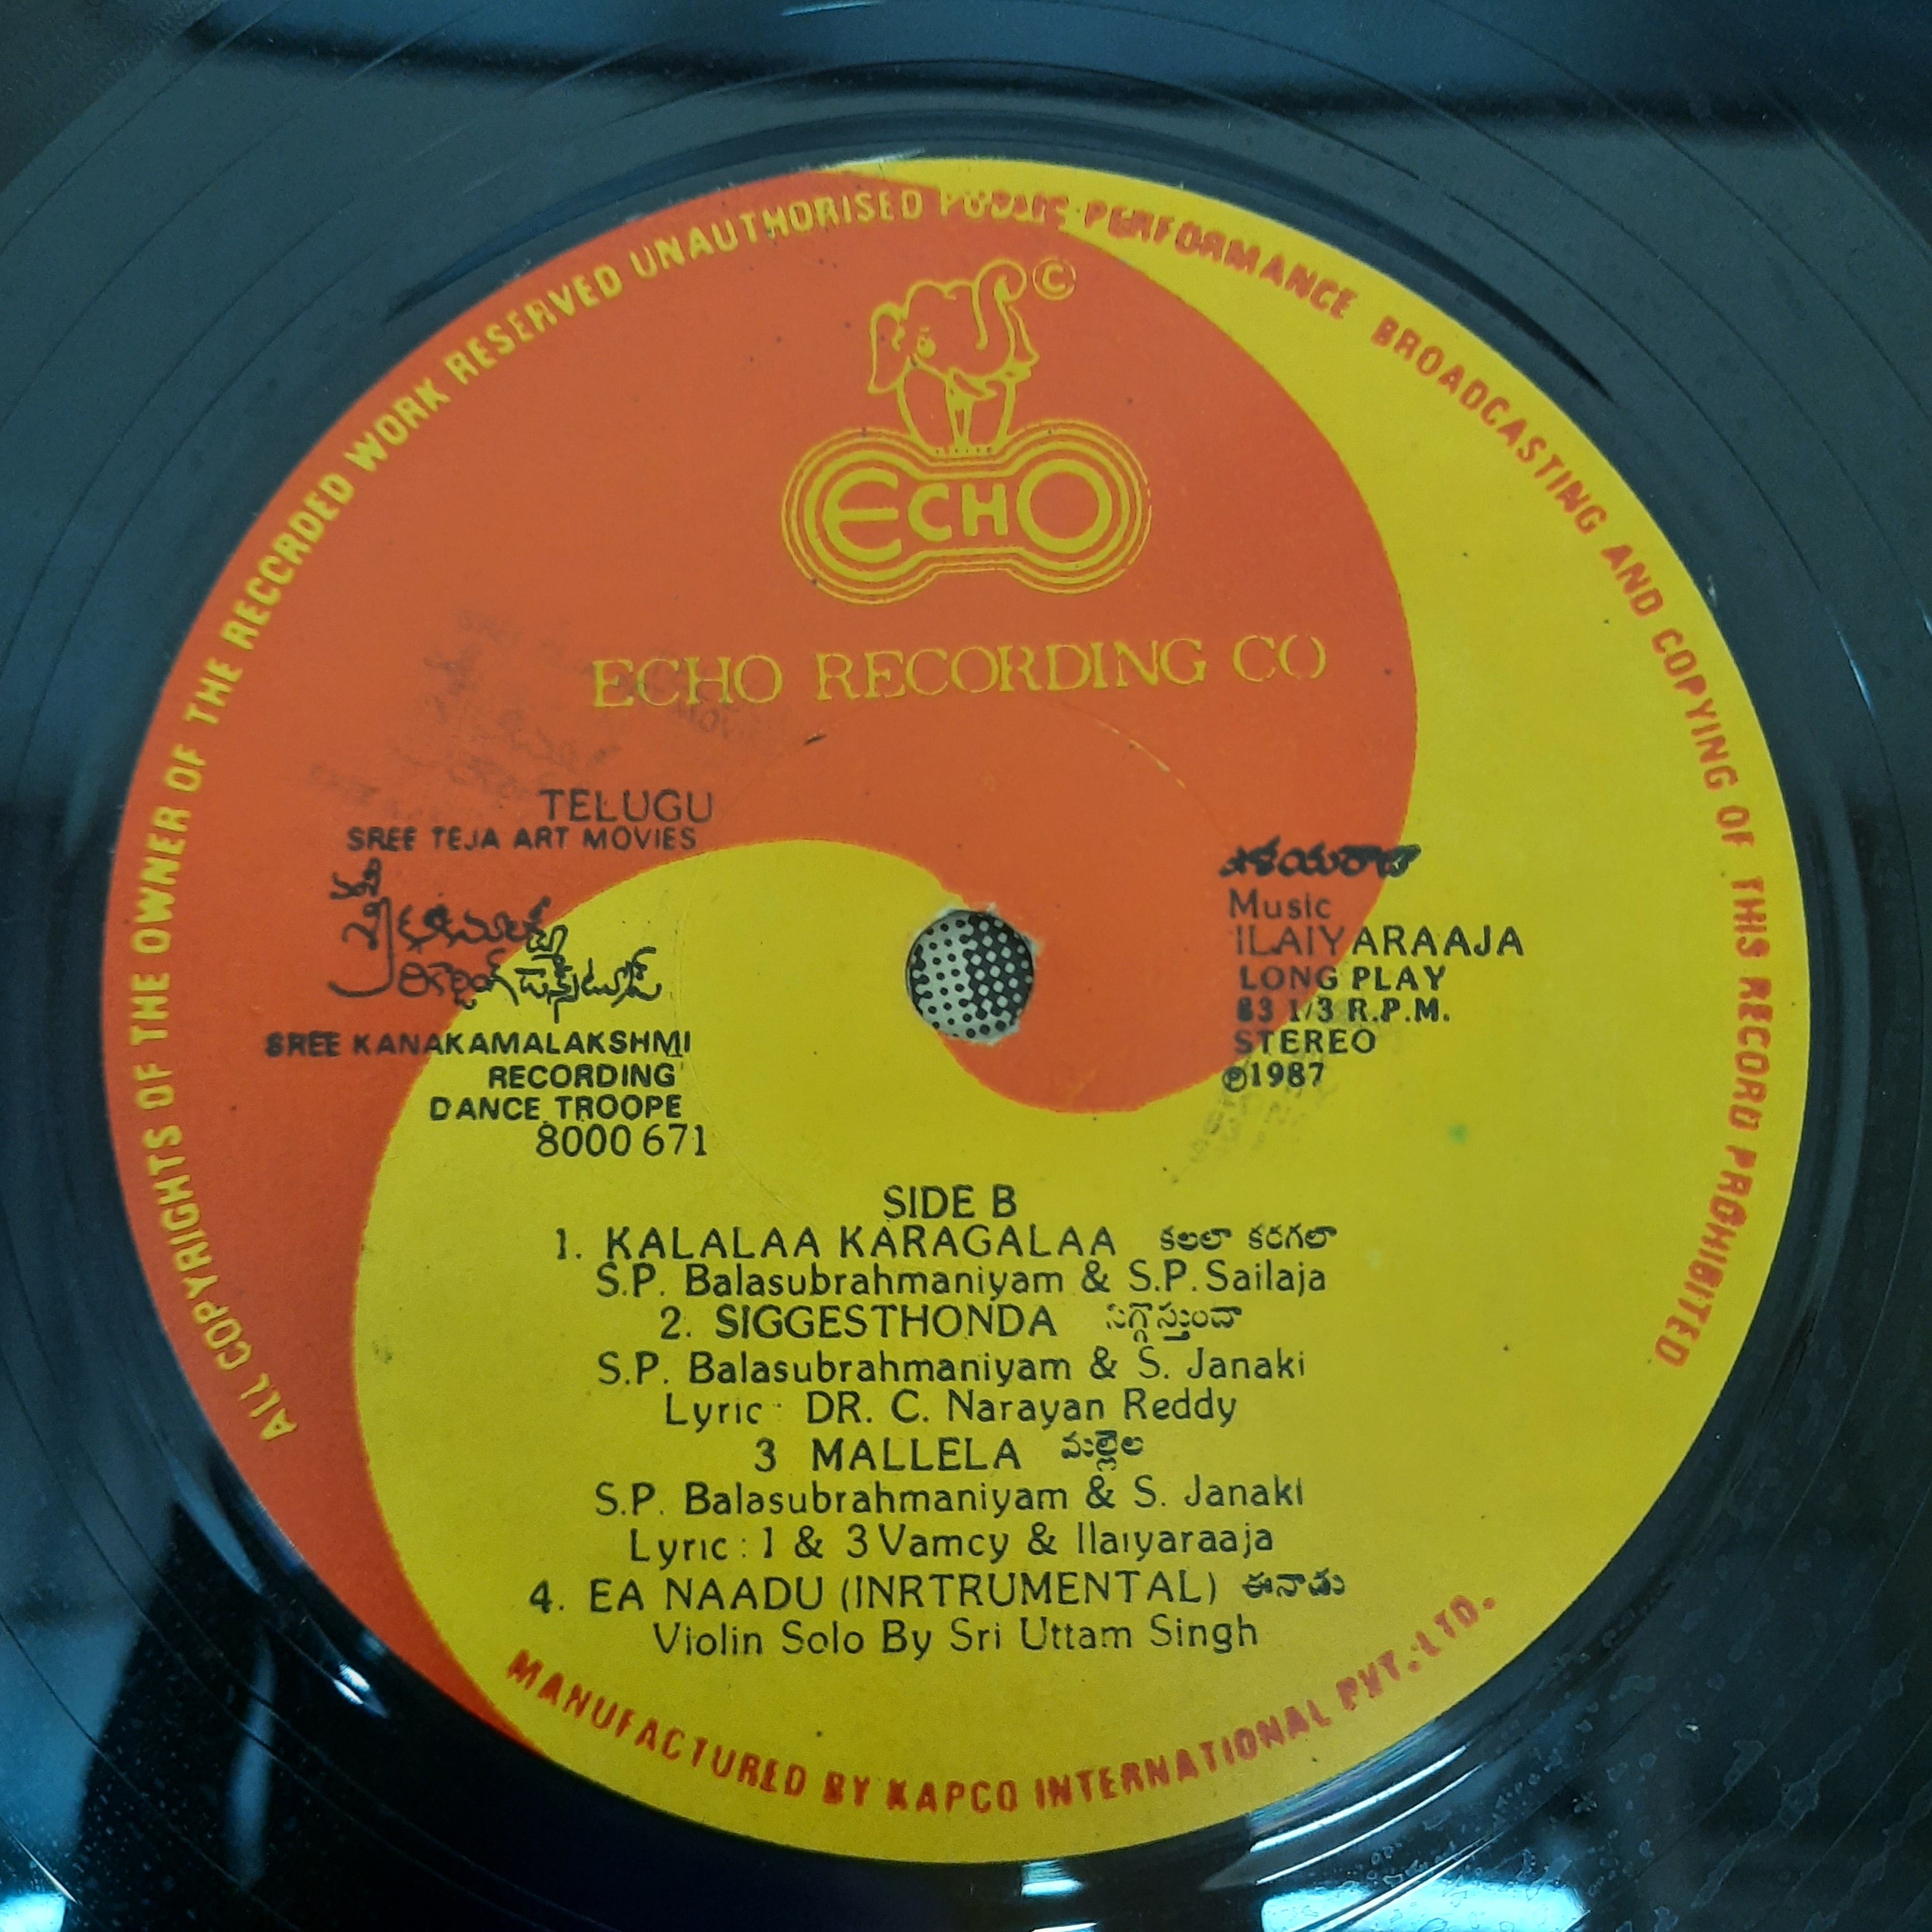 ALL COPYRIGHTS OF THE OWNER OF THE RECCRDED WORK RESERVED UNAUTHORISED PUBLIC PERFORMANCE BROADCASTING AND COPYING OF THIS RECORD PROHIBITED
©
ECHO
ECHO RECORDING CO
TELUGU
SREE TEJA ART MOVIES
వంశీ
శ్రీ కనకమహాలక్ష్మీ
రికార్డింగ్ డాన్స్ ట్రూప్
SREE KANAKAMALAKSHMI
RECORDING
DANCE TROOPE
8000 671
ఇళయరాజా
Music
ILAIYARAAJA
LONG PLAY
33 1/3 R.P.M.
STEREO
℗1987
SIDE B
1. KALALAA KARAGALAA కలలా కరగలా
S.P. Balasubrahmaniyam & S.P. Sailaja
2. SIGGESTHONDA సిగ్గొస్తుందా
S.P. Balasubrahmaniyam & S. Janaki
Lyric: DR. C. Narayan Reddy
3 MALLELA మల్లెల
S.P. Balasubrahmaniyam & S. Janaki
Lyric: 1 & 3 Vamcy & Ilaiyaraaja
4. EA NAADU (INRTRUMENTAL) ఈనాడు
Violin Solo By Sri Uttam Singh
MANUFACTURED BY KAPCO INTERNATIONAL PVT. LTD.